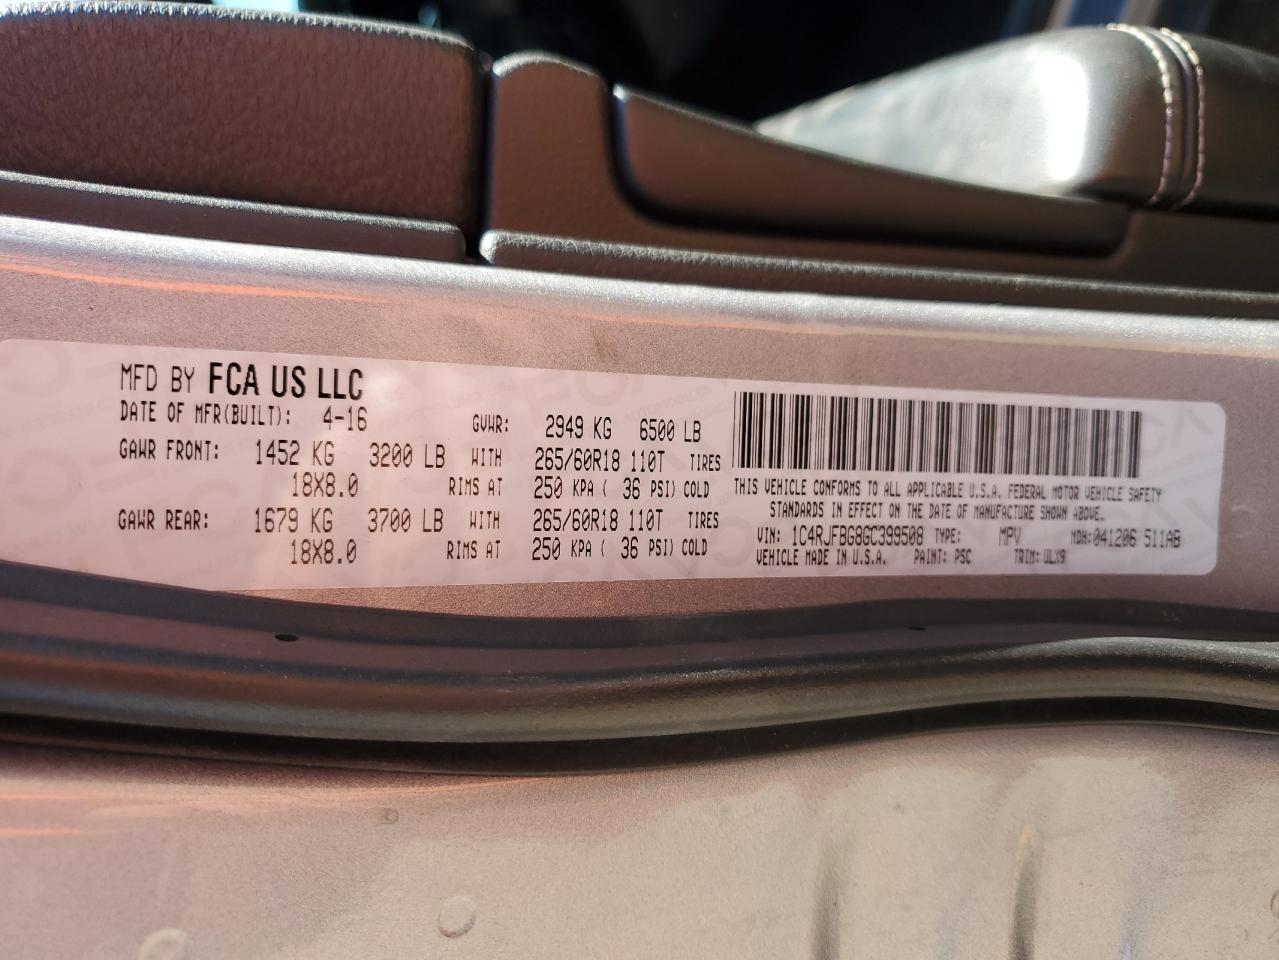 MFD BY FCA US LLC
DATE OF MFR(BUILT): 4-16 GVWR: 2949 KG 6500 LB
GAWR FRONT: 1452 KG 3200 LB WITH 265/60R18 110T TIRES
18X8.0 RIMS AT 250 KPA ( 36 PSI) COLD
GAWR REAR: 1679 KG 3700 LB WITH 265/60R18 110T TIRES
18X8.0 RIMS AT 250 KPA ( 36 PSI) COLD
THIS VEHICLE CONFORMS TO ALL APPLICABLE U.S.A. FEDERAL MOTOR VEHICLE SAFETY
STANDARDS IN EFFECT ON THE DATE OF MANUFACTURE SHOWN ABOVE.
VIN: 1C4RJFBG8GC399508 TYPE: MPV MDH: 041206 511AB
VEHICLE MADE IN U.S.A. PAINT: PSC TRIM: ULX9